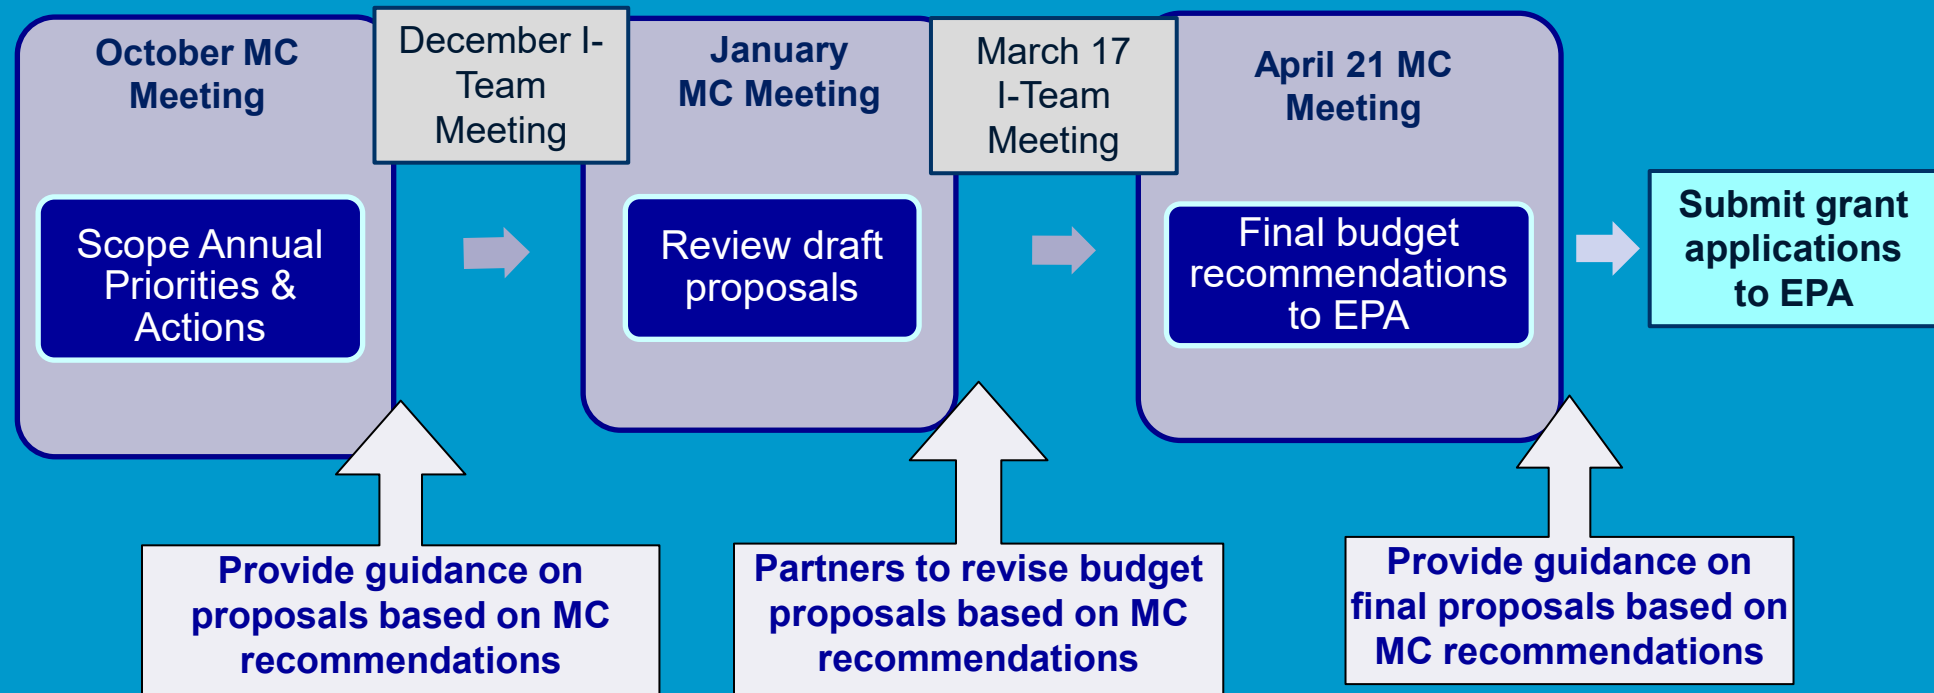 October MC
Meeting
December I-
Team
Meeting
January
MC Meeting
March 17
I-Team
Meeting
April 21 MC
Meeting
Scope Annual
Priorities &
Actions
Review draft
proposals
Final budget
recommendations
to EPA
Submit grant
applications
to EPA
Provide guidance on
proposals based on MC
recommendations
Partners to revise budget
proposals based on MC
recommendations
Provide guidance on
final proposals based on
MC recommendations